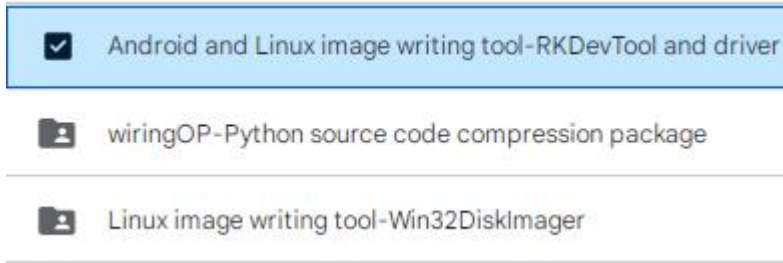 Android and Linux image writing tool-RKDevTool and driver
wiringOP-Python source code compression package
Linux image writing tool-Win32DiskImager